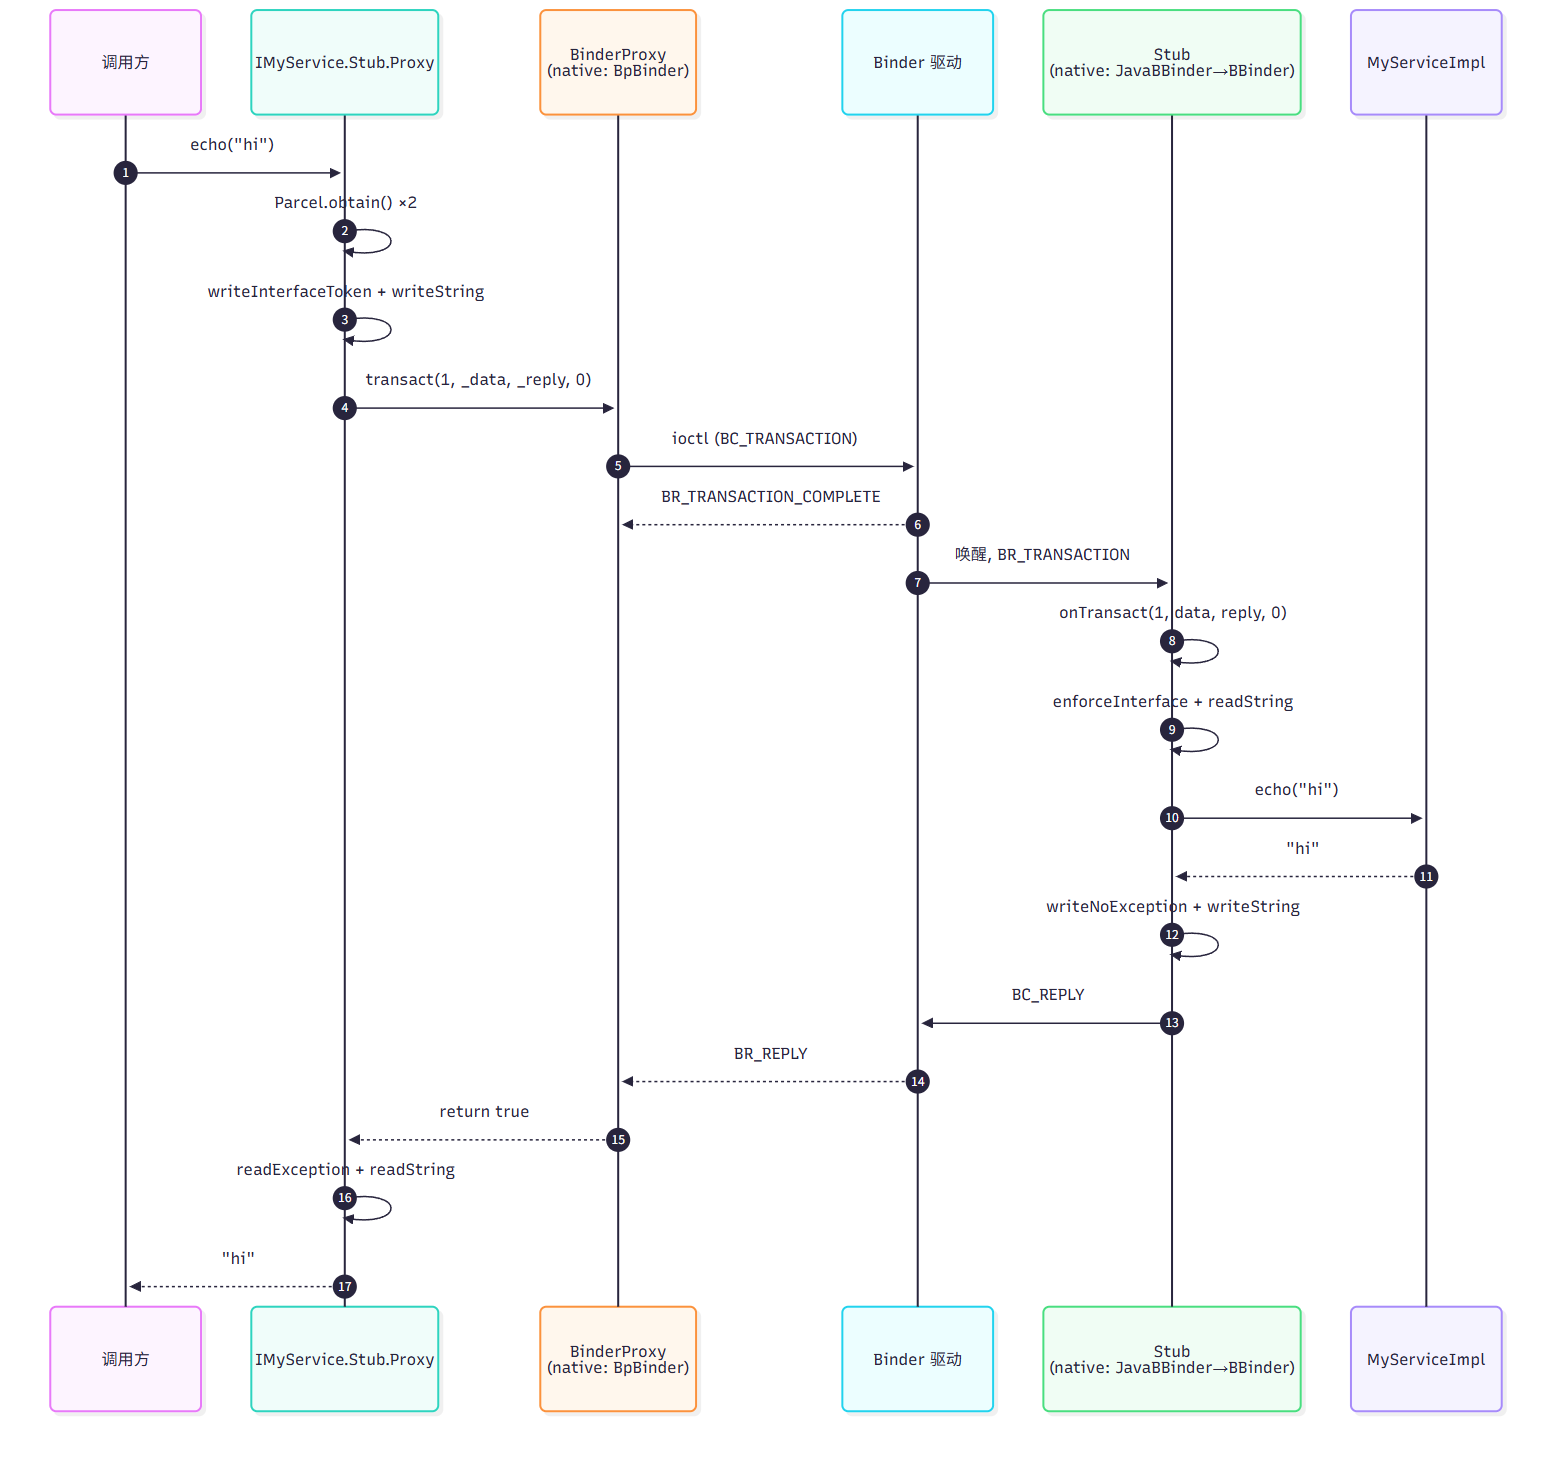 调用方
IMyService.Stub.Proxy
BinderProxy
(native: BpBinder)
Binder 驱动
Stub
(native: JavaBBinder→BBinder)
MyServiceImpl
echo("hi")
1
Parcel.obtain() ×2
2
writeInterfaceToken + writeString
3
transact(1, _data, _reply, 0)
4
ioctl (BC_TRANSACTION)
5
BR_TRANSACTION_COMPLETE
6
唤醒, BR_TRANSACTION
7
onTransact(1, data, reply, 0)
8
enforceInterface + readString
9
echo("hi")
10
"hi"
11
writeNoException + writeString
12
BC_REPLY
13
BR_REPLY
14
return true
15
readException + readString
16
"hi"
17
调用方
IMyService.Stub.Proxy
BinderProxy
(native: BpBinder)
Binder 驱动
Stub
(native: JavaBBinder→BBinder)
MyServiceImpl